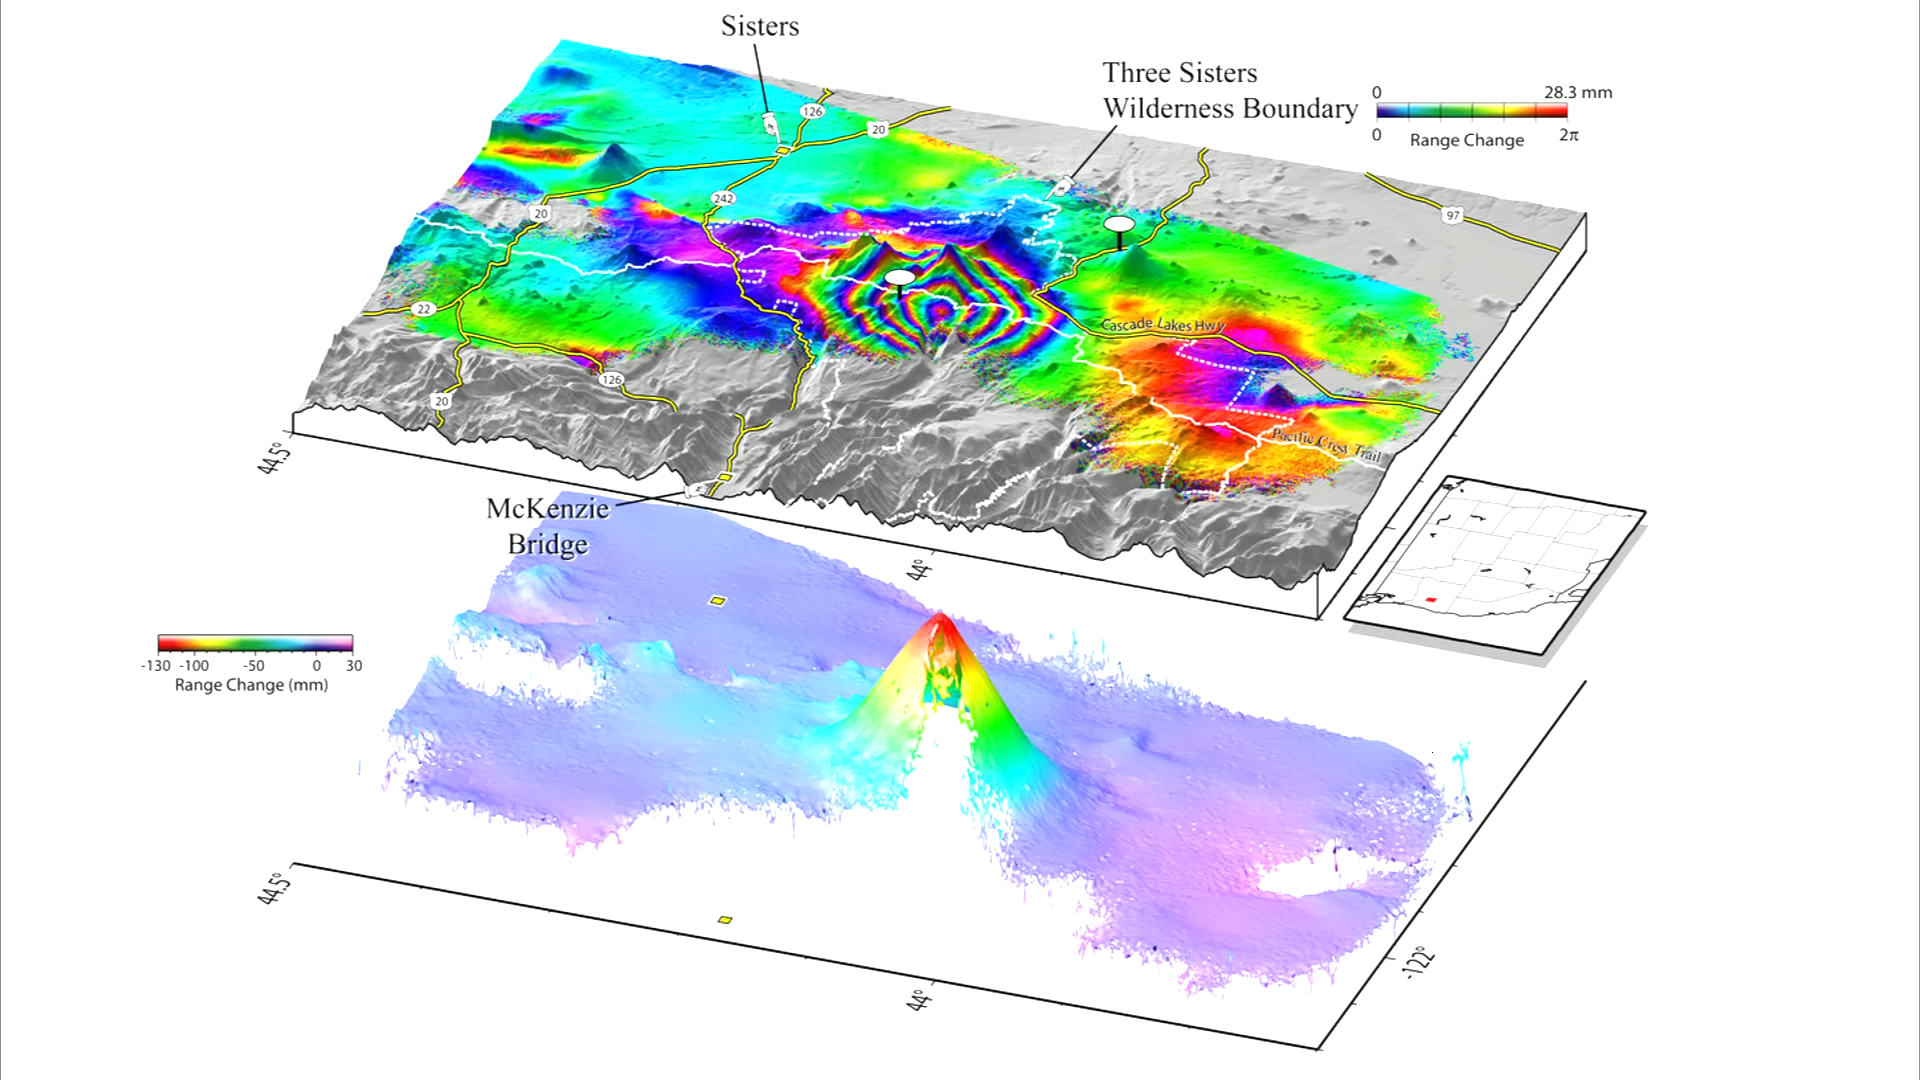 Sisters
Three Sisters
Wilderness Boundary
0 28.3 mm
0 2π
Range Change
126
20
242
20
97
22
Cascade Lakes Hwy
126
20
Pacific Crest Trail
44.5°
McKenzie
Bridge
44°
-130 -100 -50 0 30
Range Change (mm)
44.5°
-122°
44°